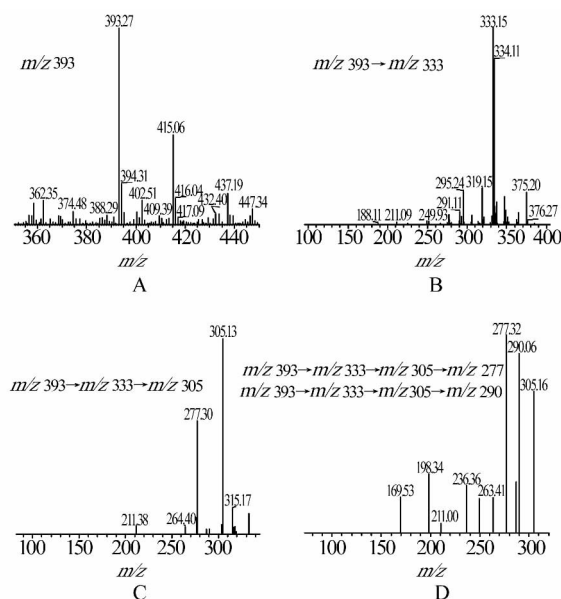 393.27
m/z 393
415.06
394.31
362.35
402.51
416.04
437.19
374.48
388.29
409.39
417.09
432.40
447.34
360 380 400 420 440
m/z
A
333.15
334.11
m/z 393→m/z 333
295.24
319.15
375.20
291.11
188.11
211.09
249.93
376.27
100 150 200 250 300 350 400
m/z
B
305.13
m/z 393→m/z 333→m/z 305
277.30
315.17
211.38
264.40
100 150 200 250 300
m/z
C
277.32
290.06
m/z 393→m/z 333→m/z 305→m/z 277
m/z 393→m/z 333→m/z 305→m/z 290
305.16
198.34
236.36
169.53
263.41
211.00
100 150 200 250 300
m/z
D